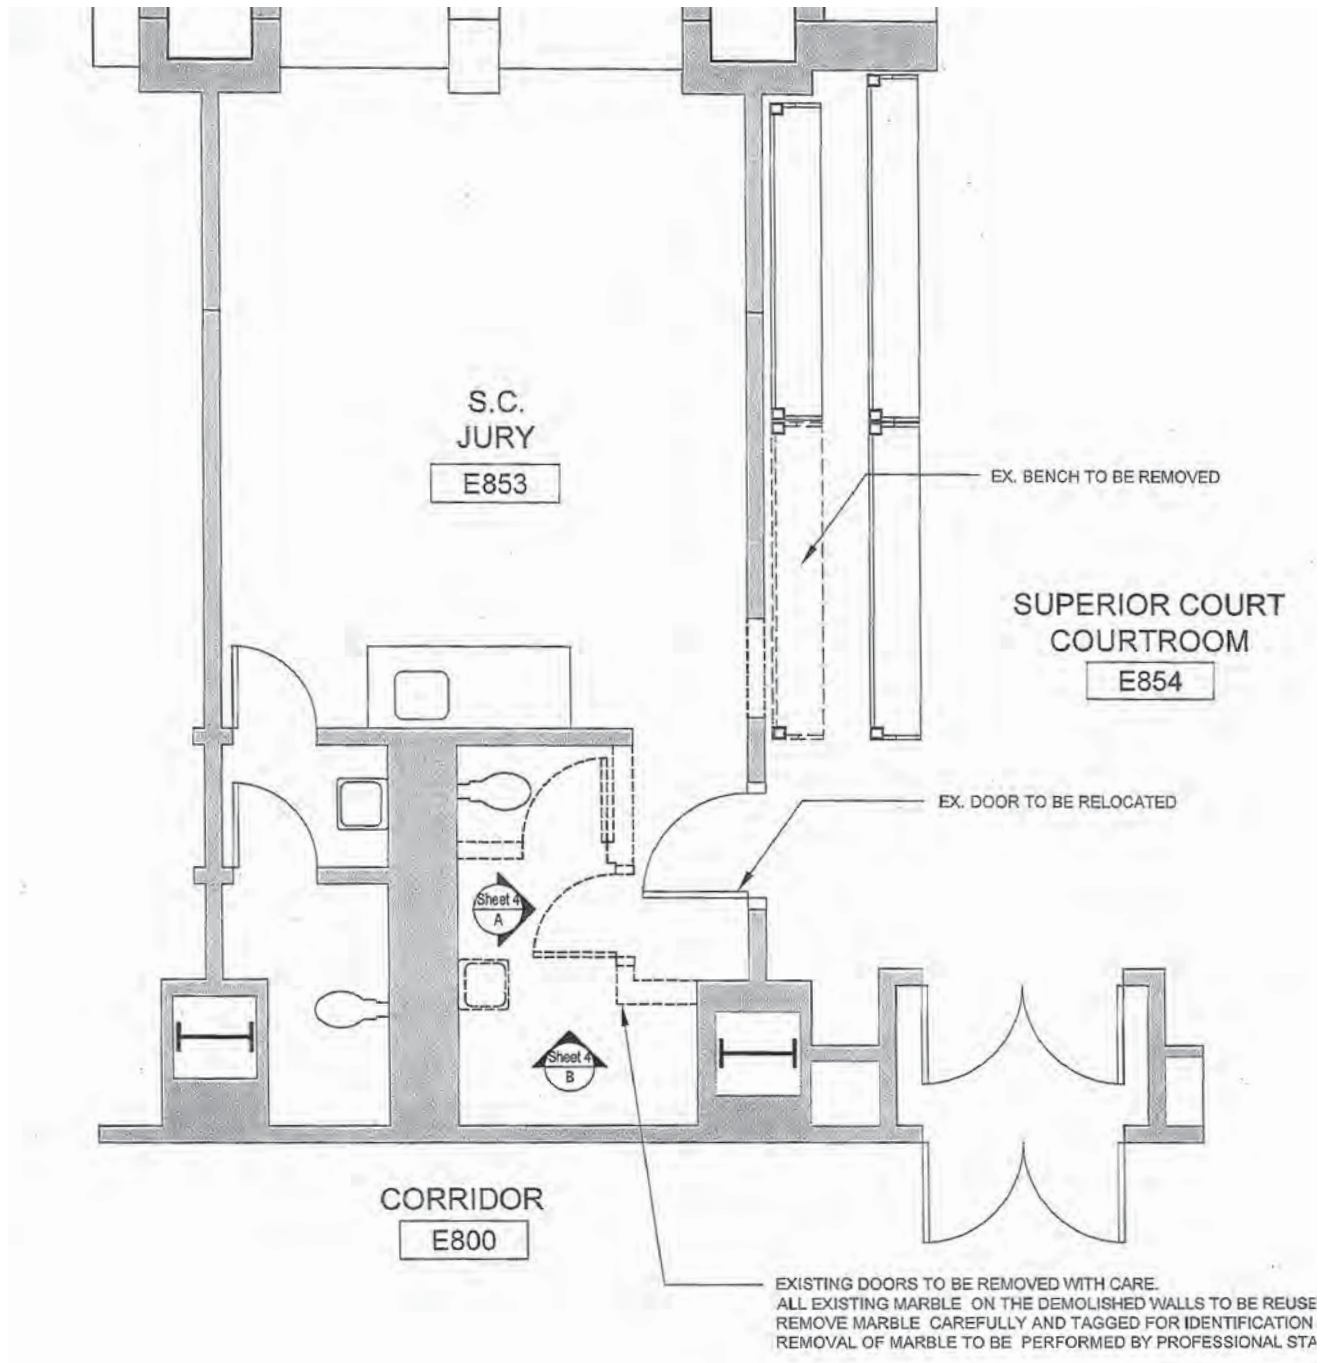 S.C.
JURY
E853
EX. BENCH TO BE REMOVED
SUPERIOR COURT
COURTROOM
E854
EX. DOOR TO BE RELOCATED
Sheet 4
A
Sheet 4
B
CORRIDOR
E800
EXISTING DOORS TO BE REMOVED WITH CARE.
ALL EXISTING MARBLE ON THE DEMOLISHED WALLS TO BE REUSE
REMOVE MARBLE CAREFULLY AND TAGGED FOR IDENTIFICATION
REMOVAL OF MARBLE TO BE PERFORMED BY PROFESSIONAL STA